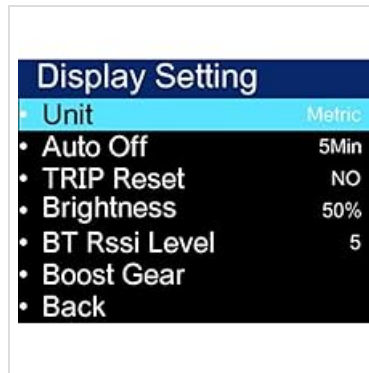 Display Setting
• Unit Metric
• Auto Off 5Min
• TRIP Reset NO
• Brightness 50%
• BT Rssi Level 5
• Boost Gear
• Back